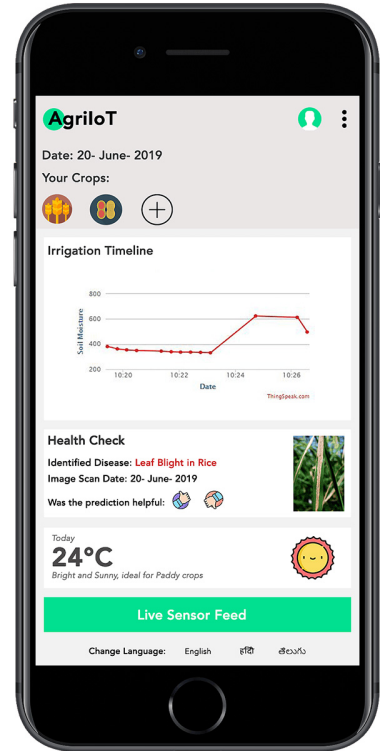 AgriIoT
Date: 20- June- 2019
Your Crops:
Irrigation Timeline
Soil Moisture
800
600
400
200
10:20 10:22 10:24 10:26
Date
ThingSpeak.com
Health Check
Identified Disease: Leaf Blight in Rice
Image Scan Date: 20- June- 2019
Was the prediction helpful:
Today
24°C
Bright and Sunny, ideal for Paddy crops
Live Sensor Feed
Change Language: English हिंदी తెలుగు